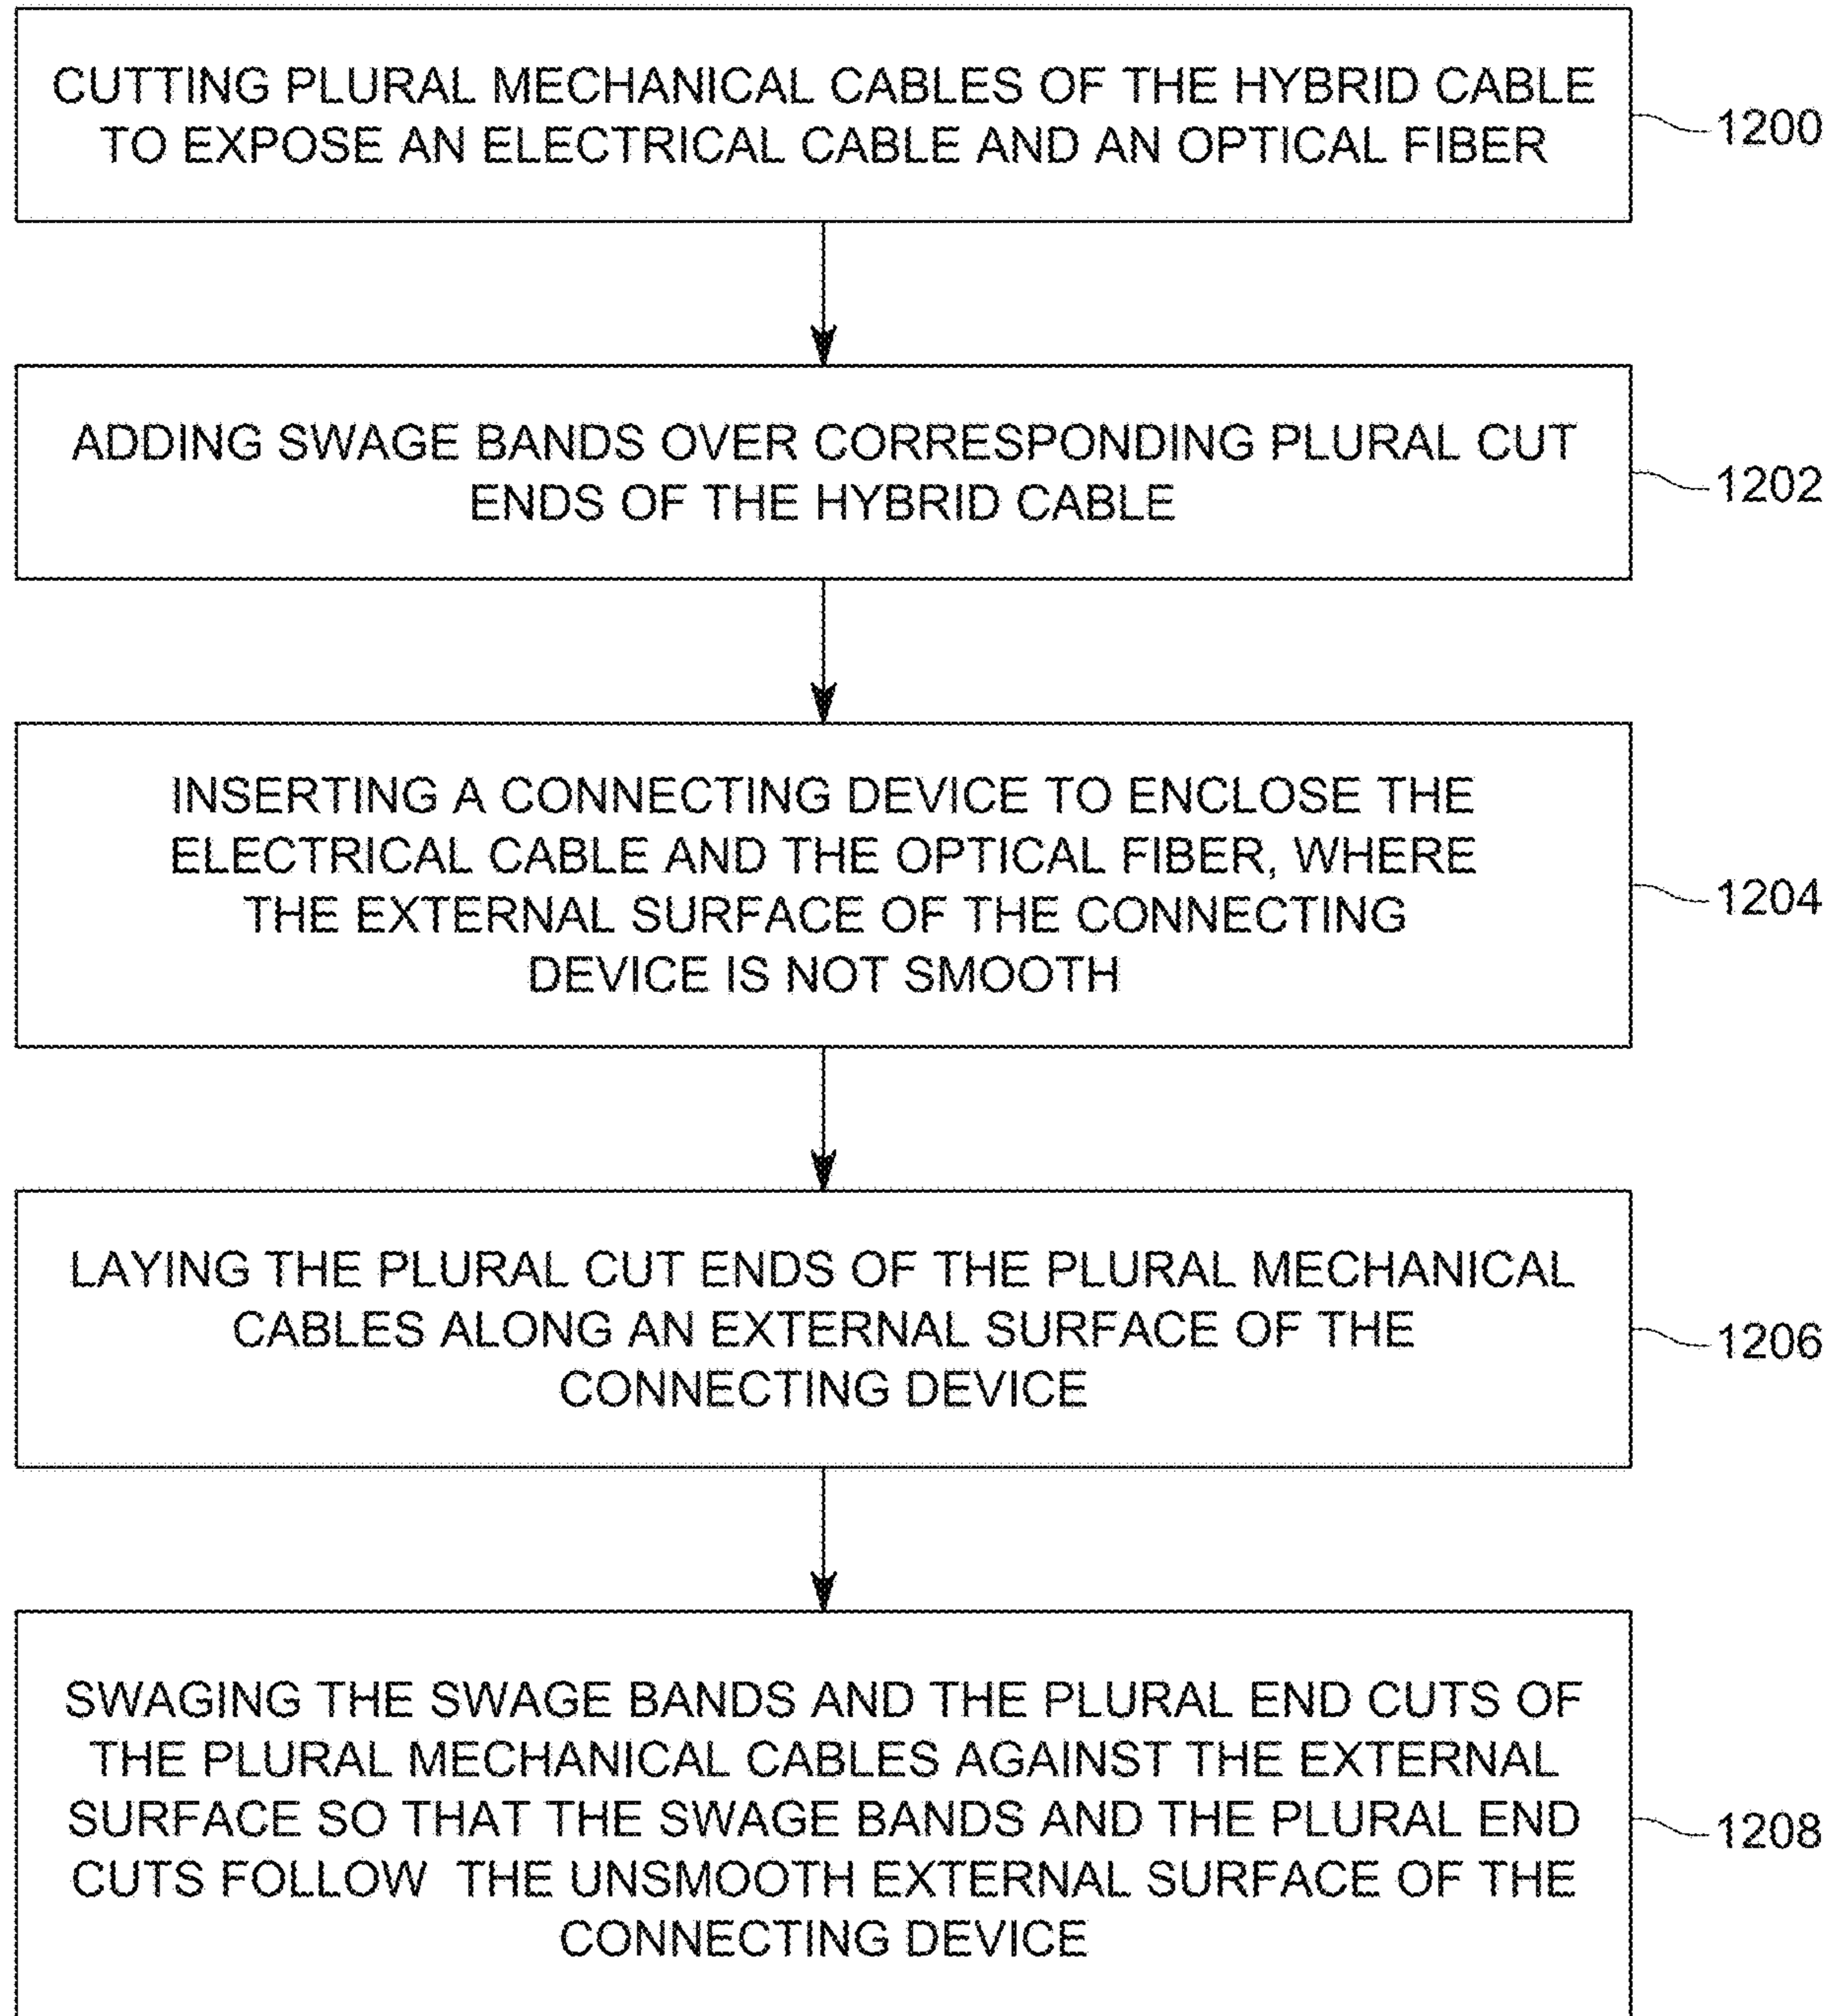 CUTTING PLURAL MECHANICAL CABLES OF THE HYBRID CABLE
TO EXPOSE AN ELECTRICAL CABLE AND AN OPTICAL FIBER
1200
ADDING SWAGE BANDS OVER CORRESPONDING PLURAL CUT
ENDS OF THE HYBRID CABLE
1202
INSERTING A CONNECTING DEVICE TO ENCLOSE THE
ELECTRICAL CABLE AND THE OPTICAL FIBER, WHERE
THE EXTERNAL SURFACE OF THE CONNECTING
DEVICE IS NOT SMOOTH
1204
LAYING THE PLURAL CUT ENDS OF THE PLURAL MECHANICAL
CABLES ALONG AN EXTERNAL SURFACE OF THE
CONNECTING DEVICE
1206
SWAGING THE SWAGE BANDS AND THE PLURAL END CUTS OF
THE PLURAL MECHANICAL CABLES AGAINST THE EXTERNAL
SURFACE SO THAT THE SWAGE BANDS AND THE PLURAL END
CUTS FOLLOW THE UNSMOOTH EXTERNAL SURFACE OF THE
CONNECTING DEVICE
1208